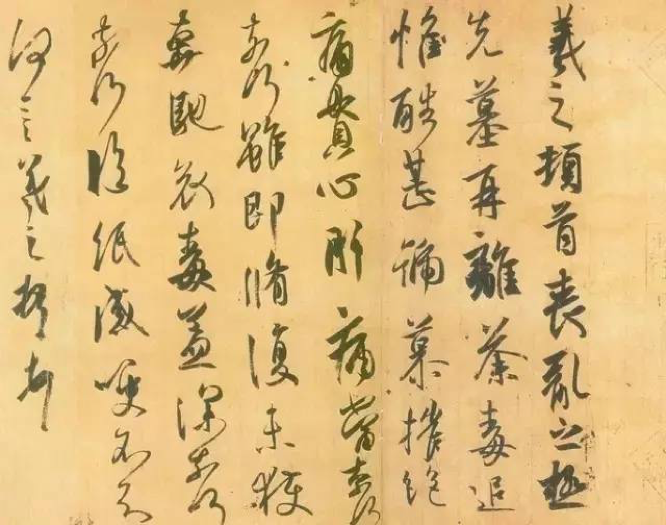 羲之頓首喪亂之極
先墓再離荼毒追
惟酷甚號慕摧絕
痛貫心肝痛當奈何
奈何雖即脩復未獲
奔馳哀毒益深奈何
奈何臨紙感哽不知
何言羲之頓首頓首